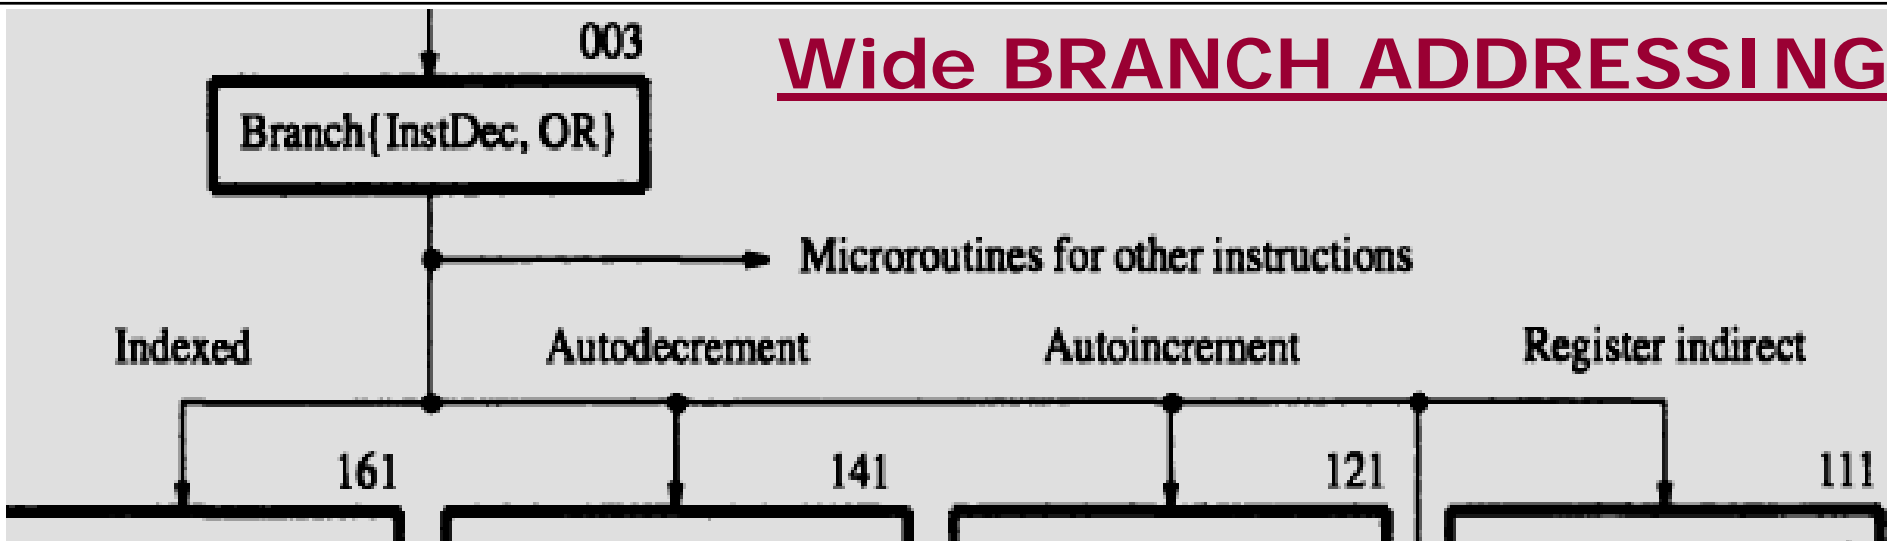 003
Wide BRANCH ADDRESSING
Branch{InstDec, OR}
Microroutines for other instructions
Indexed
Autodecrement
Autoincrement
Register indirect
161
141
121
111